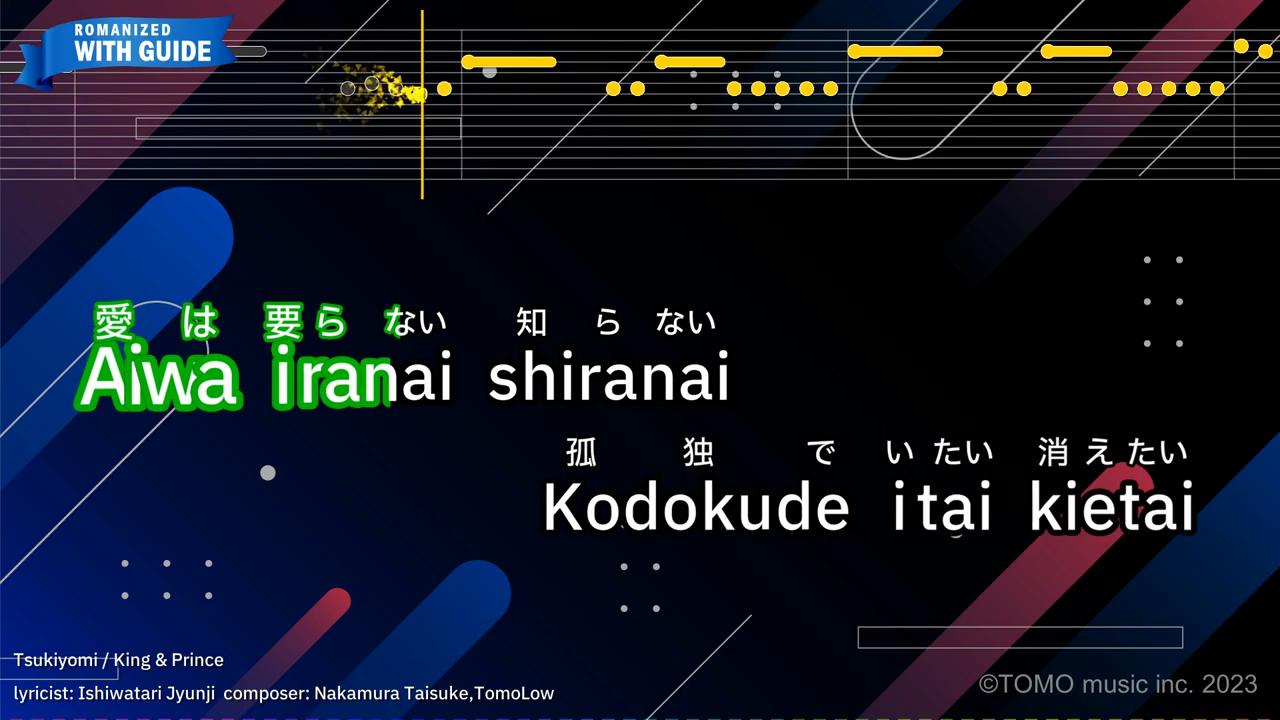 ROMANIZED
WITH GUIDE
愛 は 要ら ない 知 ら ない
Aiwa iranai shiranai
孤 独 で い たい 消 え たい
Kodokude itai kietai
Tsukiyomi / King & Prince
lyricist: Ishiwatari Jyunji composer: Nakamura Taisuke,TomoLow
©TOMO music inc. 2023